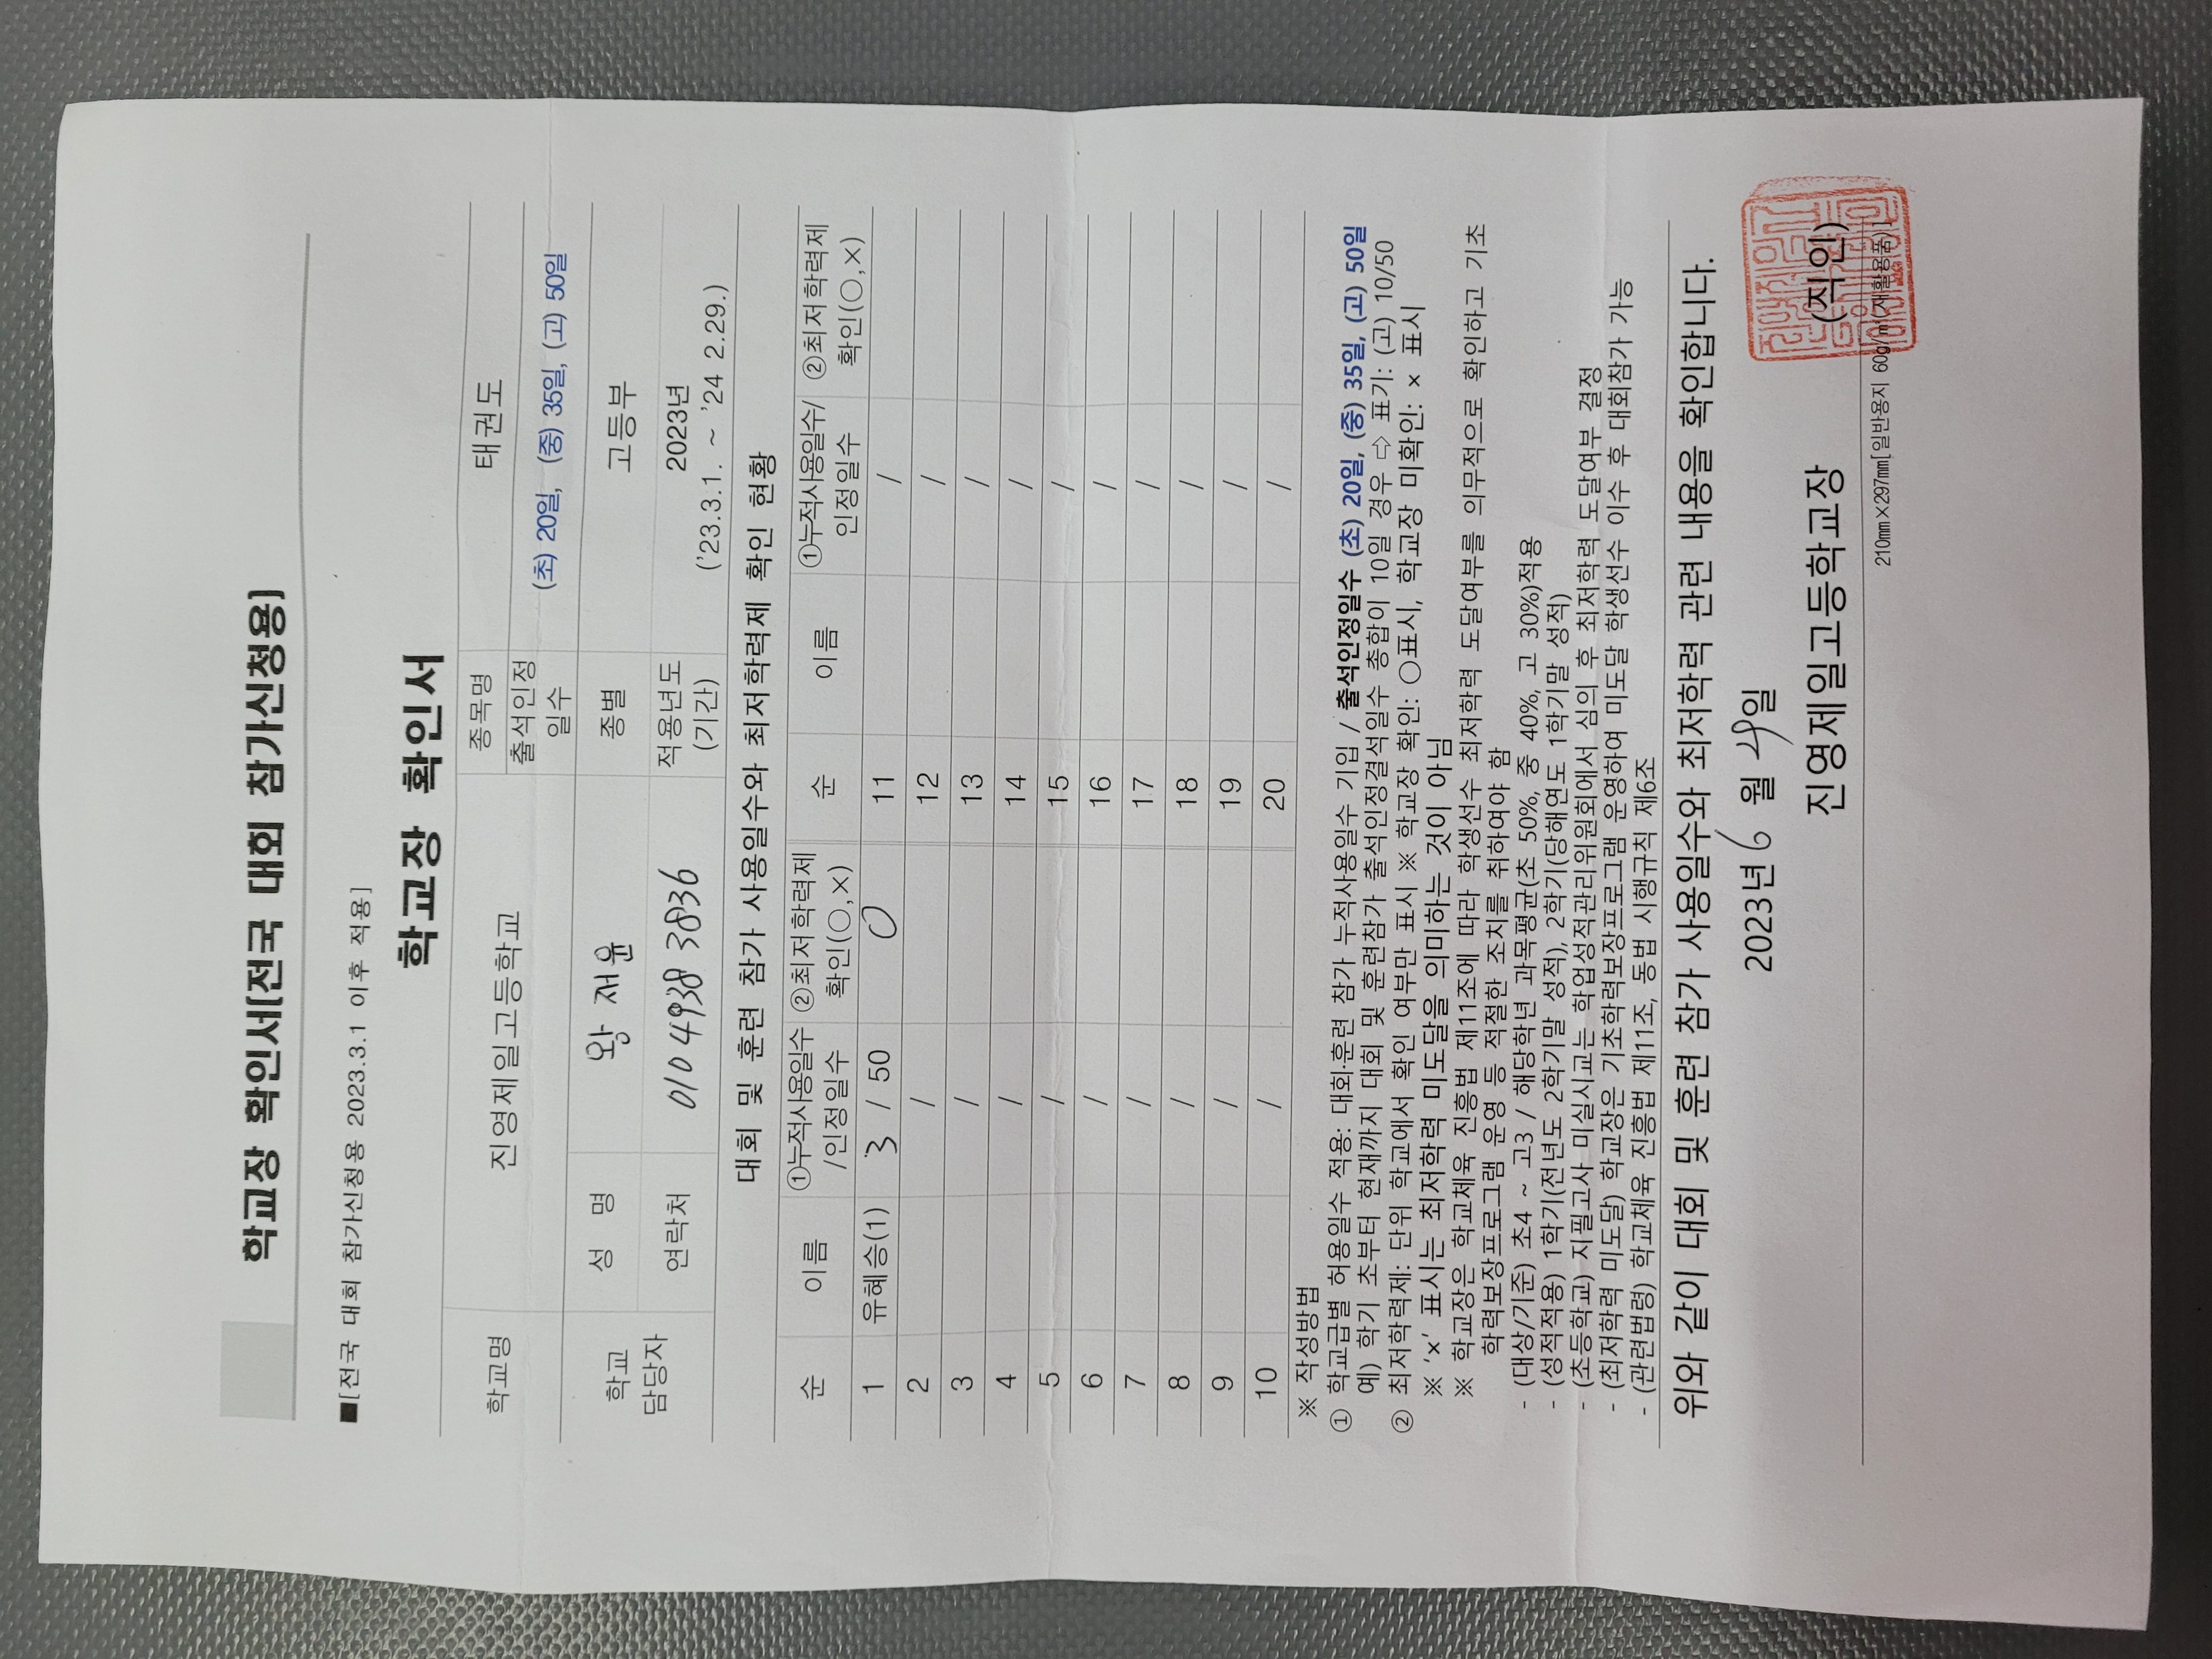 학교장 확인서[전국 대회 참가신청용]
■[전국 대회 참가신청용 2023.3.1 이후 적용]
학교장 확인서
학교명 진영제일고등학교 종목명 태권도
출석인정일수 (초) 20일, (중) 35일, (고) 50일
학교 담당자 성 명 왕재윤 종별 고등부
연락처 010 4938 3836 적용년도(기간) 2023년
('23.3.1. ~ '24 2.29.)
대회 및 훈련 참가 사용일수와 최저학력제 확인 현황
순 이름 ①누적사용일수/인정일수 ②최저학력제 확인(○,×) 순 이름 ①누적사용일수/인정일수 ②최저학력제 확인(○,×)
1 유혜승(1) 3 / 50 ○ 11 /
2 / 12 /
3 / 13 /
4 / 14 /
5 / 15 /
6 / 16 /
7 / 17 /
8 / 18 /
9 / 19 /
10 / 20 /
※ 작성방법
① 학교급별 허용일수 적용: 대회·훈련 참가 누적사용일수 기입 / 출석인정일수 (초) 20일, (중) 35일, (고) 50일
예) 학기 초부터 현재까지 대회 및 훈련참가 출석인정결석일수 총합이 10일 경우 ⇨ 표기: (고) 10/50
② 최저학력제: 단위 학교에서 확인 여부만 표시 ※ 학교장 확인: ○표시, 학교장 미확인: × 표시
※ '×' 표시는 최저학력 미도달을 의미하는 것이 아님
※ 학교장은 학교체육 진흥법 제11조에 따라 학생선수 최저학력 도달여부를 의무적으로 확인하고 기초
학력보장프로그램 운영 등 적절한 조치를 취하여야 함
- (대상/기준) 초4 ~ 고3 / 해당학년 과목평균(초 50%, 중 40%, 고 30%)적용
- (성적적용) 1학기(전년도 2학기말 성적), 2학기(당해연도 1학기말 성적)
- (초등학교) 지필고사 미실시교는 학업성적관리위원회에서 심의 후 최저학력 도달여부 결정
- (최저학력 미도달) 학교장은 기초학력보장프로그램 운영하여 미도달 학생선수 이수 후 대회참가 가능
- (관련법령) 학교체육 진흥법 제11조, 동법 시행규칙 제6조
위와 같이 대회 및 훈련 참가 사용일수와 최저학력 관련 내용을 확인합니다.
2023년 6 월 4일
진영제일고등학교장 (직인)
210㎜×297㎜[일반용지 60g/㎡(재활용품)]